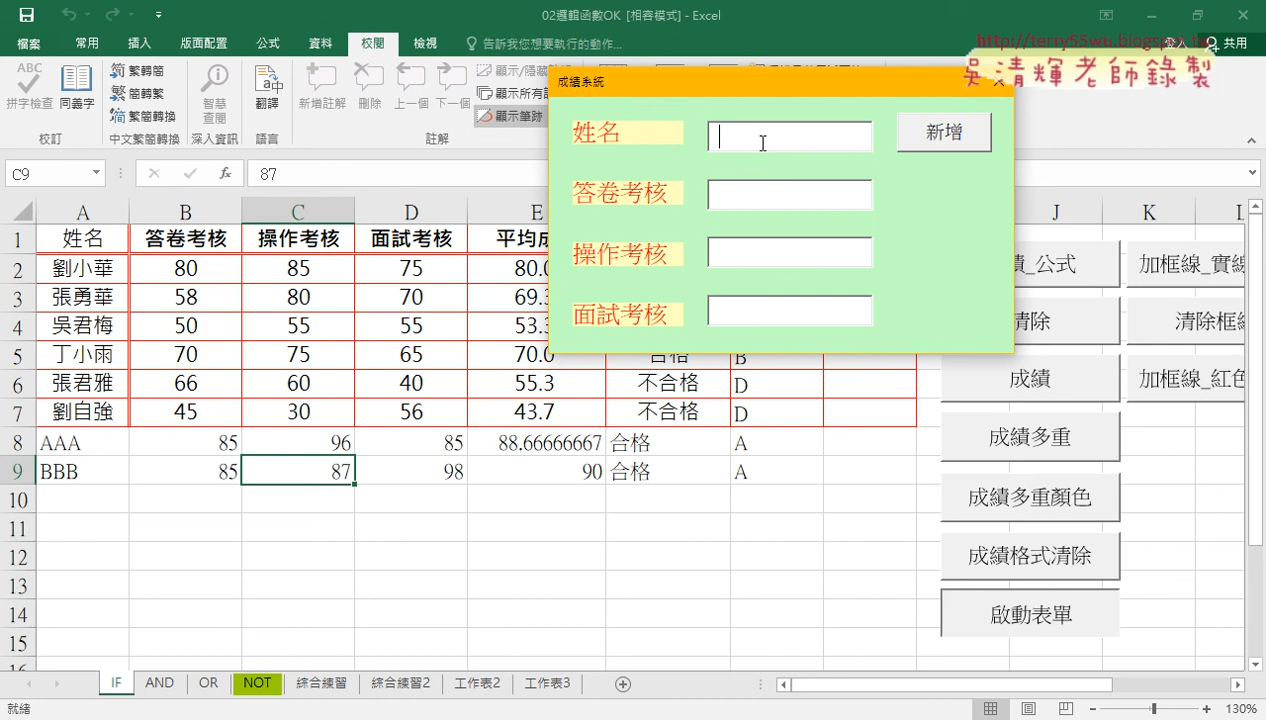 02邏輯函數OK [相容模式] - Excel
http://terry55wu.blogspot.tw
吳清輝老師錄製
檔案 常用 插入 版面配置 公式 資料 校閱 檢視 告訴我您想要執行的動作... 登入 共用
ABC 拼字檢查 同義字 繁轉簡 簡轉繁 繁簡轉換 智慧查閱 翻譯 新增註解 刪除 上一個 下一個 顯示/隱藏 顯示所有 顯示筆跡
校訂 中文繁簡轉換 深入資訊 語言 註解
C9 fx 87
成績系統
姓名 新增
答卷考核
操作考核
面試考核
A B C D E J K L
1 姓名 答卷考核 操作考核 面試考核 平均成
2 劉小華 80 85 75 80.0
3 張勇華 58 80 70 69.3
4 吳君梅 50 55 55 53.3
5 丁小雨 70 75 65 70.0 合格 B
6 張君雅 66 60 40 55.3 不合格 D
7 劉自強 45 30 56 43.7 不合格 D
8 AAA 85 96 85 88.66666667 合格 A
9 BBB 85 87 98 90 合格 A
10
11
12
13
14
15
16
績_公式 加框線_實線
清除 清除框線
成績 加框線_紅色
成績多重
成績多重顏色
成績格式清除
啟動表單
IF AND OR NOT 綜合練習 綜合練習2 工作表2 工作表3
就緒 130%